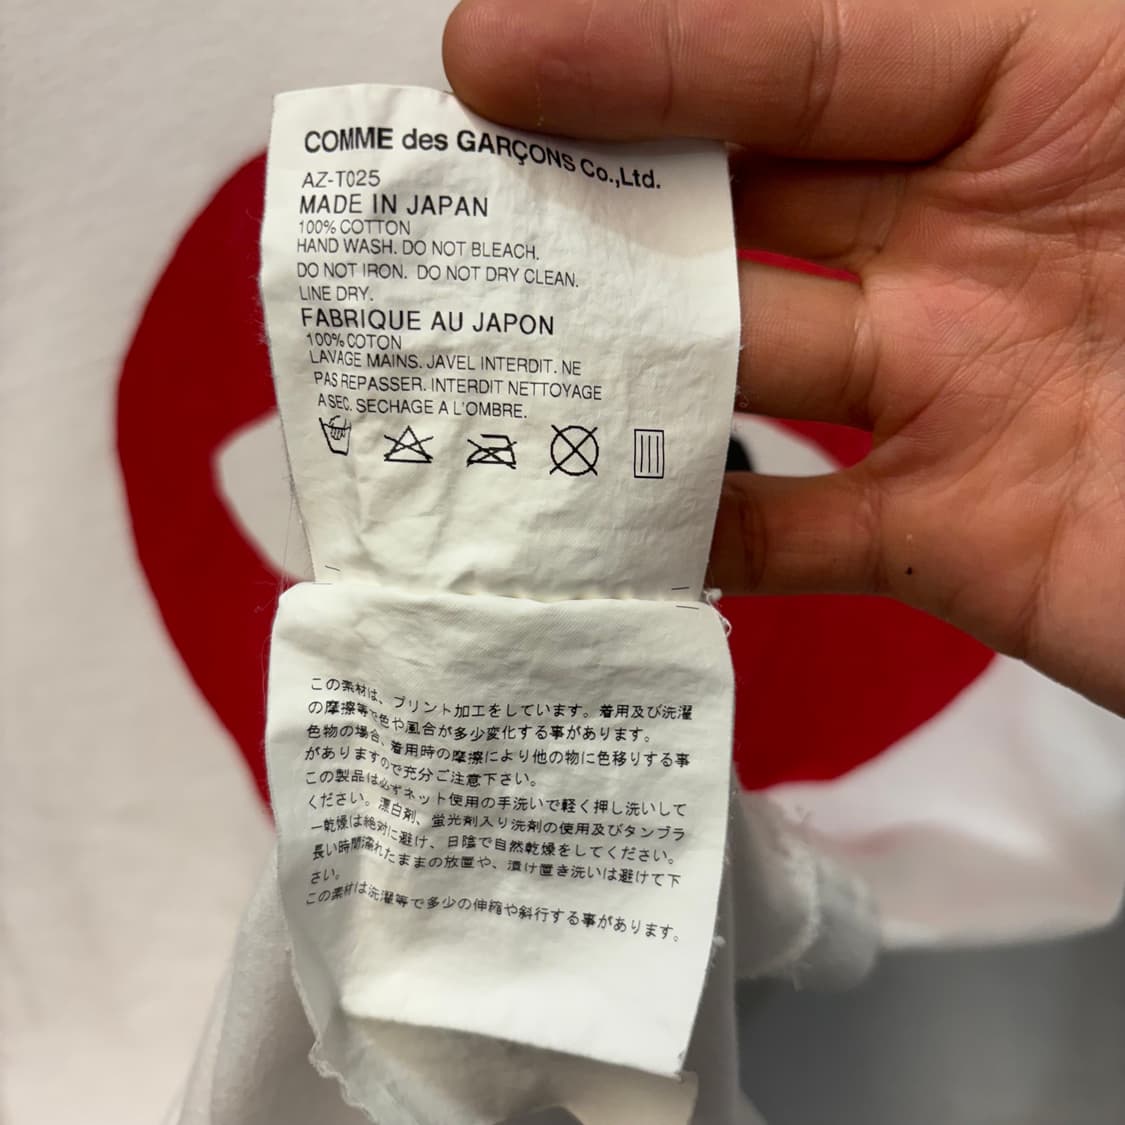 COMME des GARÇONS Co.,Ltd.
AZ-T025
MADE IN JAPAN
100% COTTON
HAND WASH. DO NOT BLEACH.
DO NOT IRON. DO NOT DRY CLEAN.
LINE DRY.
FABRIQUE AU JAPON
100% COTON
LAVAGE MAINS. JAVEL INTERDIT. NE
PAS REPASSER. INTERDIT NETTOYAGE
A SEC. SECHAGE A L'OMBRE.
この素材は、プリント加工をしています。着用及び洗濯
の摩擦等で色や風合が多少変化する事があります。
色物の場合、着用時の摩擦により他の物に色移りする事
がありますので充分ご注意下さい。
この製品は必ずネット使用の手洗いで軽く押し洗いして
ください。漂白剤、蛍光剤入り洗剤の使用及びタンブラ
ー乾燥は絶対に避け、日陰で自然乾燥をしてください。
長い時間濡れたままの放置や、漬け置き洗いは避けて下
さい。
この素材は洗濯等で多少の伸縮や斜行する事があります。